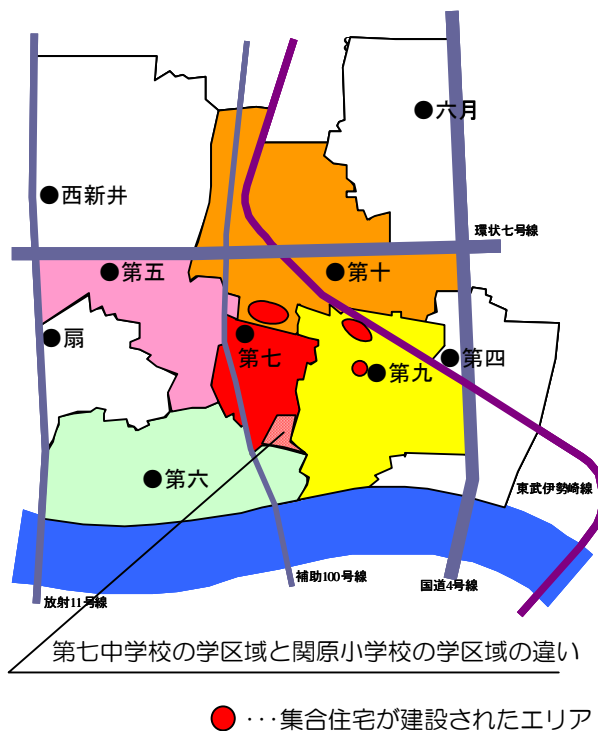 六月
西新井
環状七号線
第五
第十
扇
第七
第九
第四
第六
東武伊勢崎線
補助100号線
国道4号線
放射11号線
第七中学校の学区域と関原小学校の学区域の違い
･･･集合住宅が建設されたエリア